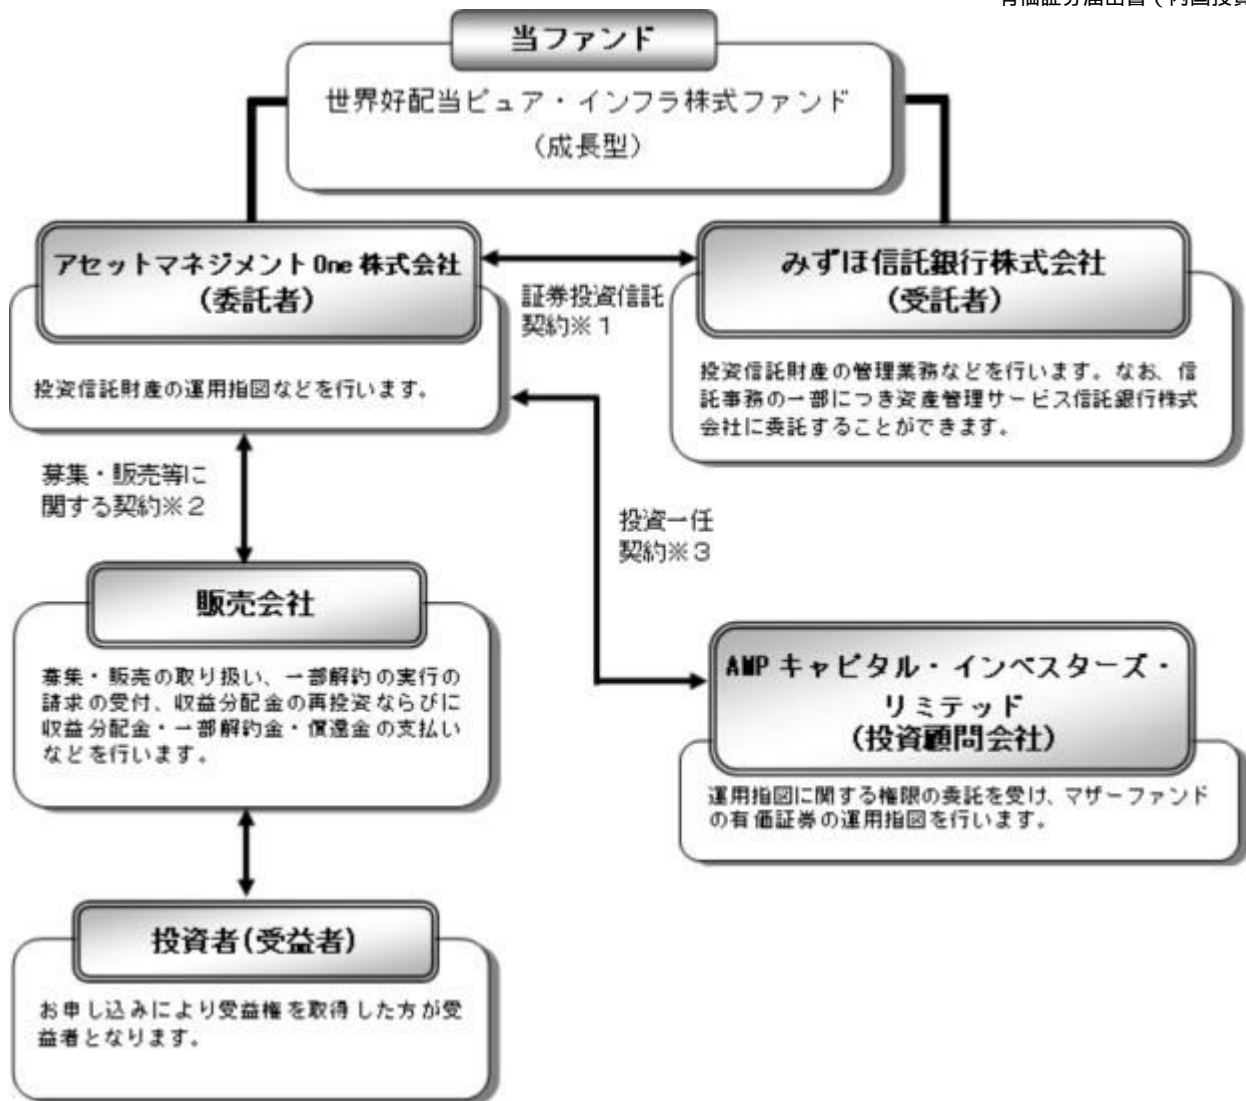 有価証券届出書(内国投資
当ファンド
世界好配当ピュア・インフラ株式ファンド
(成長型)
アセットマネジメントOne 株式会社
(委託者)
投資信託財産の運用指図などを行います。
証券投資信託
契約※1
みずほ信託銀行株式会社
(受託者)
投資信託財産の管理業務などを行います。なお、信
託事務の一部につき資産管理サービス信託銀行株式
会社に委託することができます。
募集・販売等に
関する契約※2
投資一任
契約※3
販売会社
募集・販売の取り扱い、一部解約の実行の
請求の受付、収益分配金の再投資ならびに
収益分配金・一部解約金・償還金の支払い
などを行います。
AMP キャピタル・インベスターズ・
リミテッド
(投資顧問会社)
運用指図に関する権限の委託を受け、マザーファンド
の有価証券の運用指図を行います。
投資者(受益者)
お申し込みにより受益権を取得した方が受
益者となります。